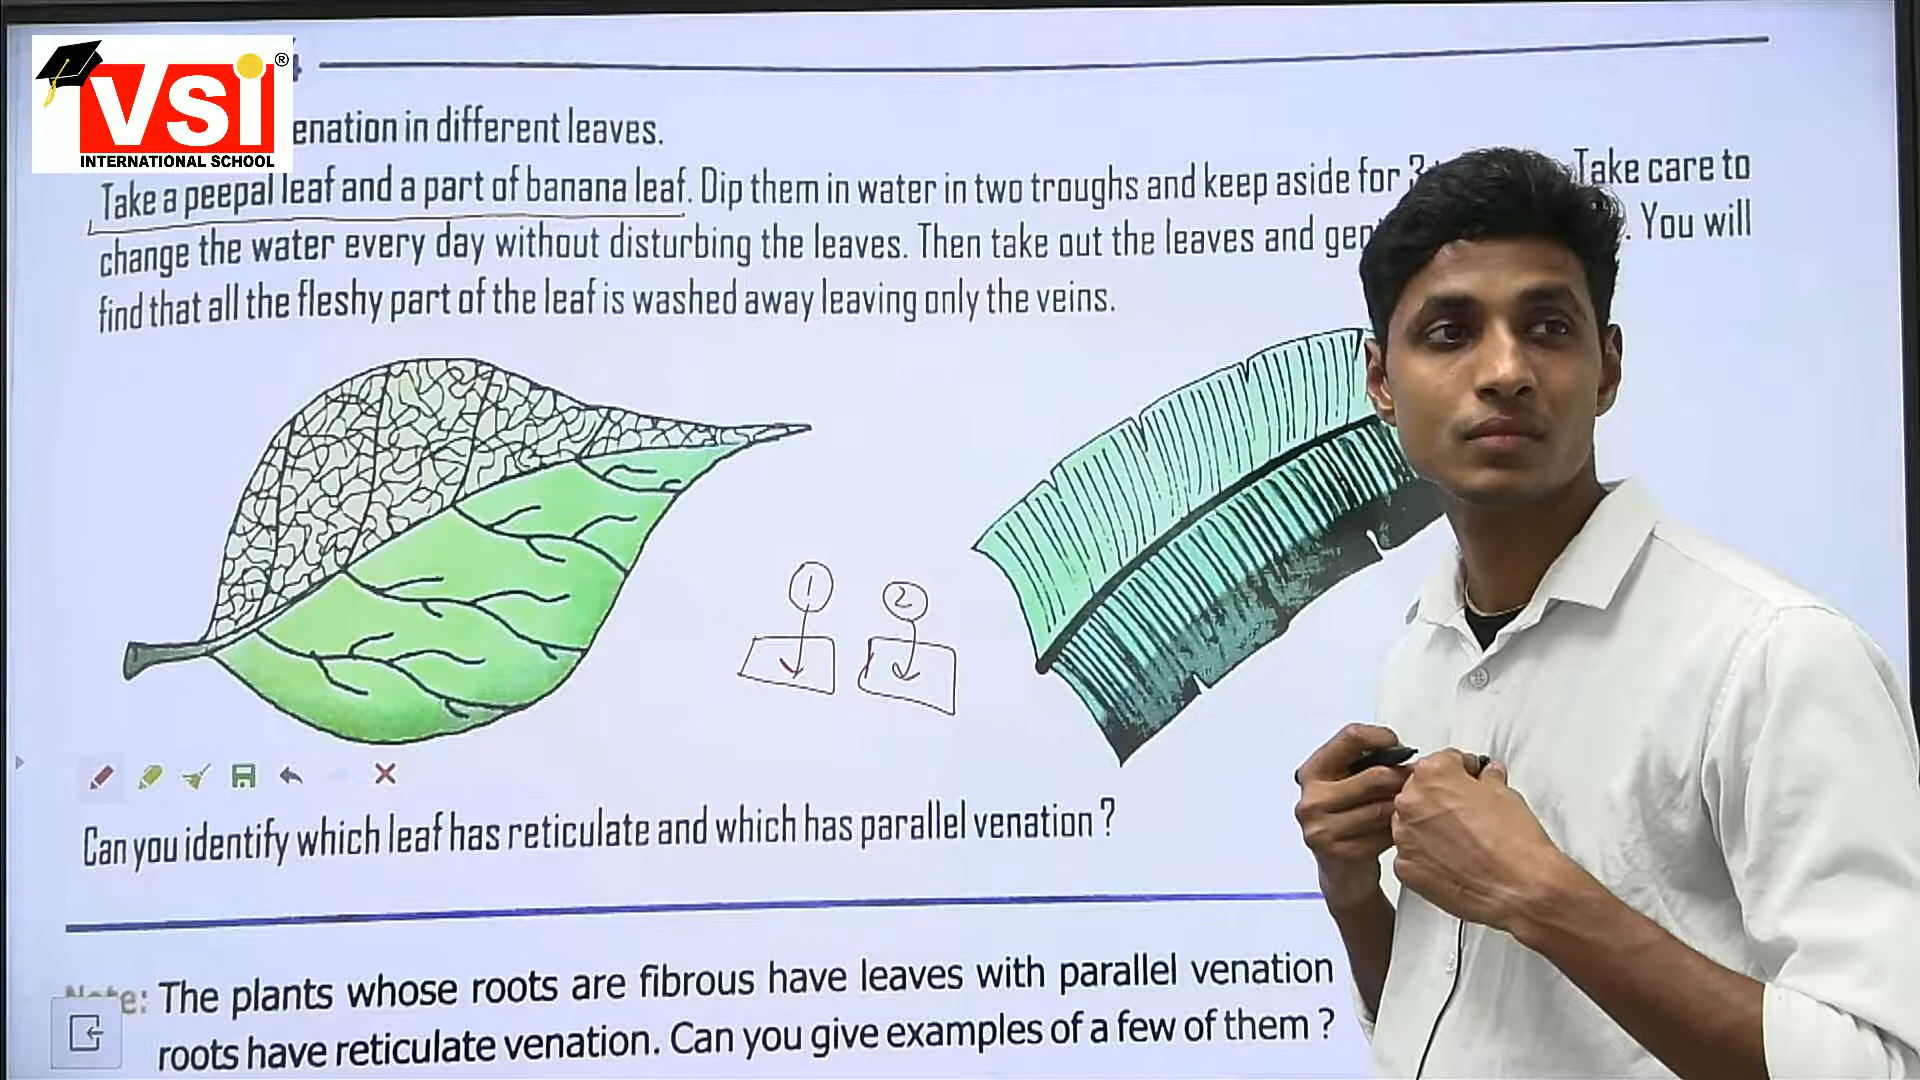 VSI ®
INTERNATIONAL SCHOOL
enation in different leaves.
Take a peepal leaf and a part of banana leaf. Dip them in water in two troughs and keep aside for 3 Take care to
change the water every day without disturbing the leaves. Then take out the leaves and . You will
find that all the fleshy part of the leaf is washed away leaving only the veins.
1 2
Can you identify which leaf has reticulate and which has parallel venation ?
Note: The plants whose roots are fibrous have leaves with parallel venation
roots have reticulate venation. Can you give examples of a few of them ?